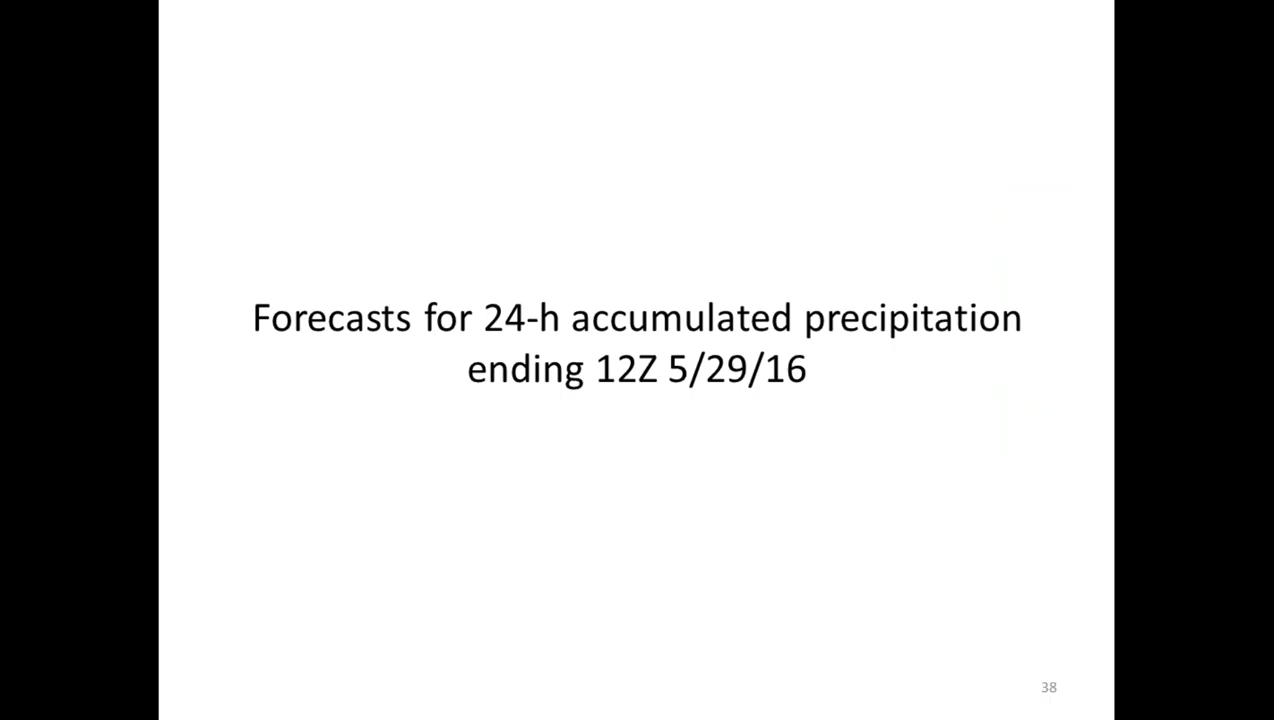 Forecasts for 24-h accumulated precipitation
ending 12Z 5/29/16
38